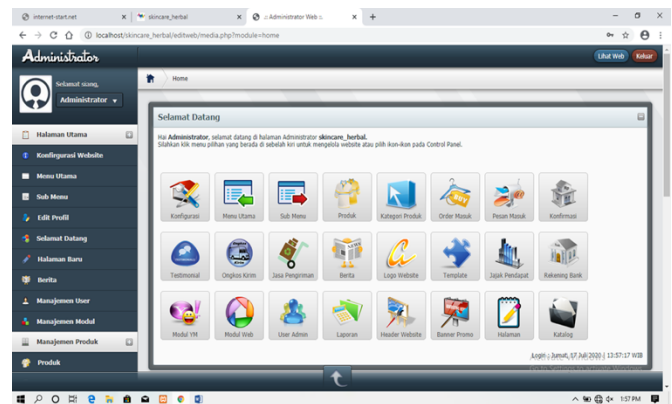 internet-start.net
skincare_herbal
.: Administrator Web :.
localhost/skincare_herbal/editweb/media.php?module=home
Administrator
Lihat Web
Keluar
Selamat siang,
Administrator
Home
Halaman Utama
Konfigurasi Website
Menu Utama
Sub Menu
Edit Profil
Selamat Datang
Halaman Baru
Berita
Manajemen User
Manajemen Modul
Manajemen Produk
Produk
Selamat Datang
Hai Administrator, selamat datang di halaman Administrator skincare_herbal.
Silahkan klik menu pilihan yang berada di sebelah kiri untuk mengelola website atau pilih ikon-ikon pada Control Panel.
Konfigurasi
Menu Utama
Sub Menu
Produk
Kategori Produk
Order Masuk
Pesan Masuk
Konfirmasi
Testimonial
Ongkos Kirim
Jasa Pengiriman
Berita
Logo Website
Template
Jajak Pendapat
Rekening Bank
Modul YM
Modul Web
User Admin
Laporan
Header Website
Banner Promo
Halaman
Katalog
Login : Jumat, 17 Juli 2020 | 13:57:17 WIB
Go to Settings to activate Windows.
1:57 PM